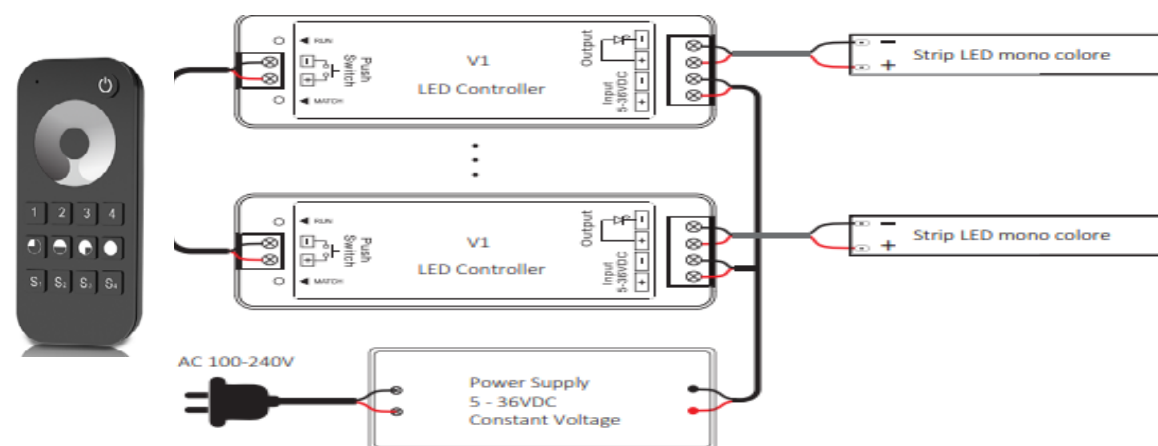 1 2 3 4
S1 S2 S3 S4
RUN
Push
Switch
MATCH
V1
LED Controller
Output
Input
5-36VDC
Strip LED mono colore
RUN
Push
Switch
MATCH
V1
LED Controller
Output
Input
5-36VDC
Strip LED mono colore
AC 100-240V
Power Supply
5 - 36VDC
Constant Voltage